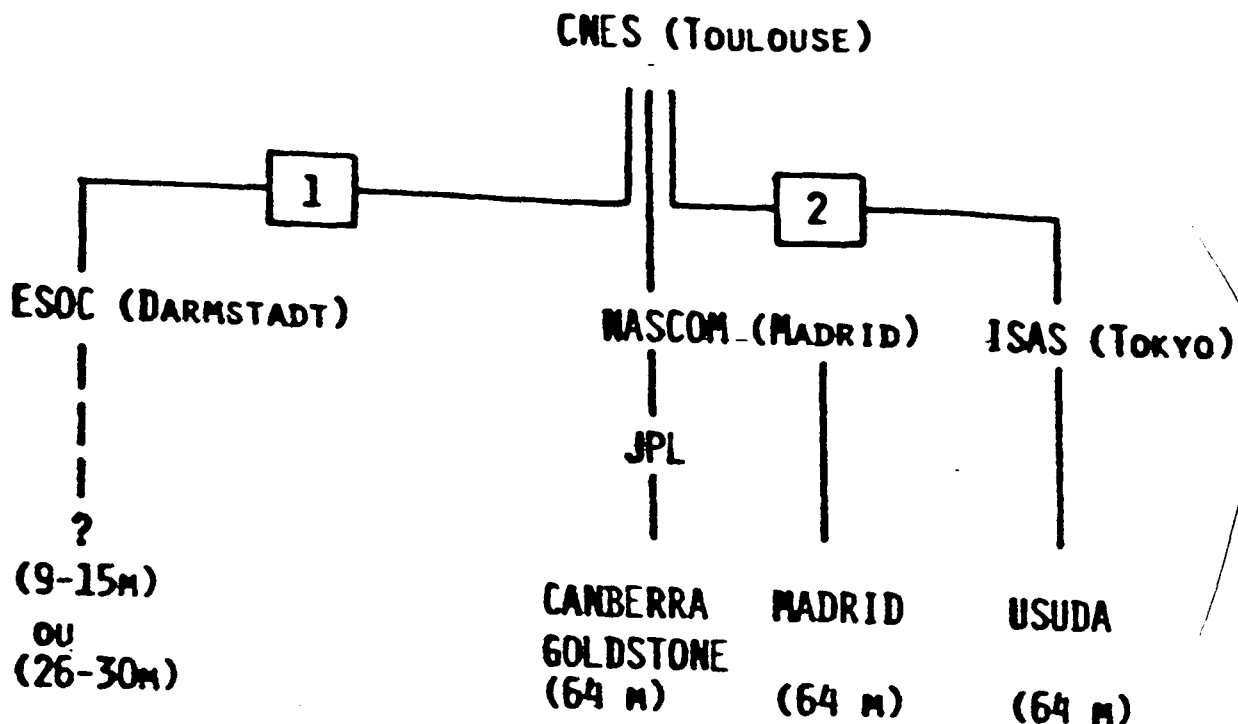 CNES (TOULOUSE)
1
2
ESOC (DARMSTADT)
NASCOM (MADRID)
ISAS (TOKYO)
JPL
?
(9-15M)
OU
(26-30M)
CANBERRA
GOLDSTONE
(64 M)
MADRID
(64 M)
USUDA
(64 M)